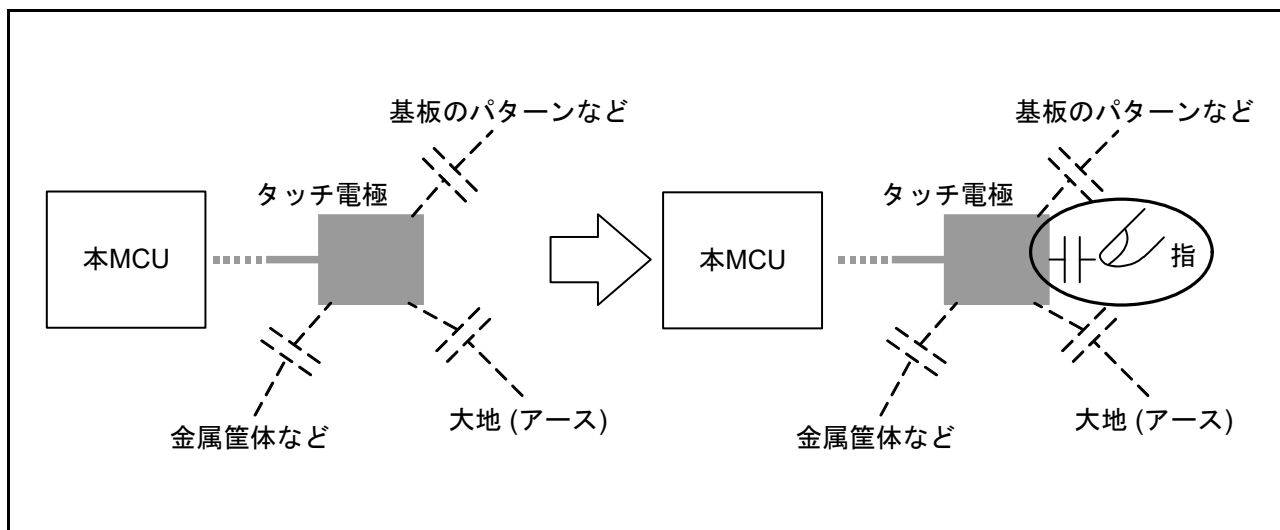 基板のパターンなど
タッチ電極
本MCU
金属筐体など
大地 (アース)
基板のパターンなど
タッチ電極
本MCU
指
金属筐体など
大地 (アース)